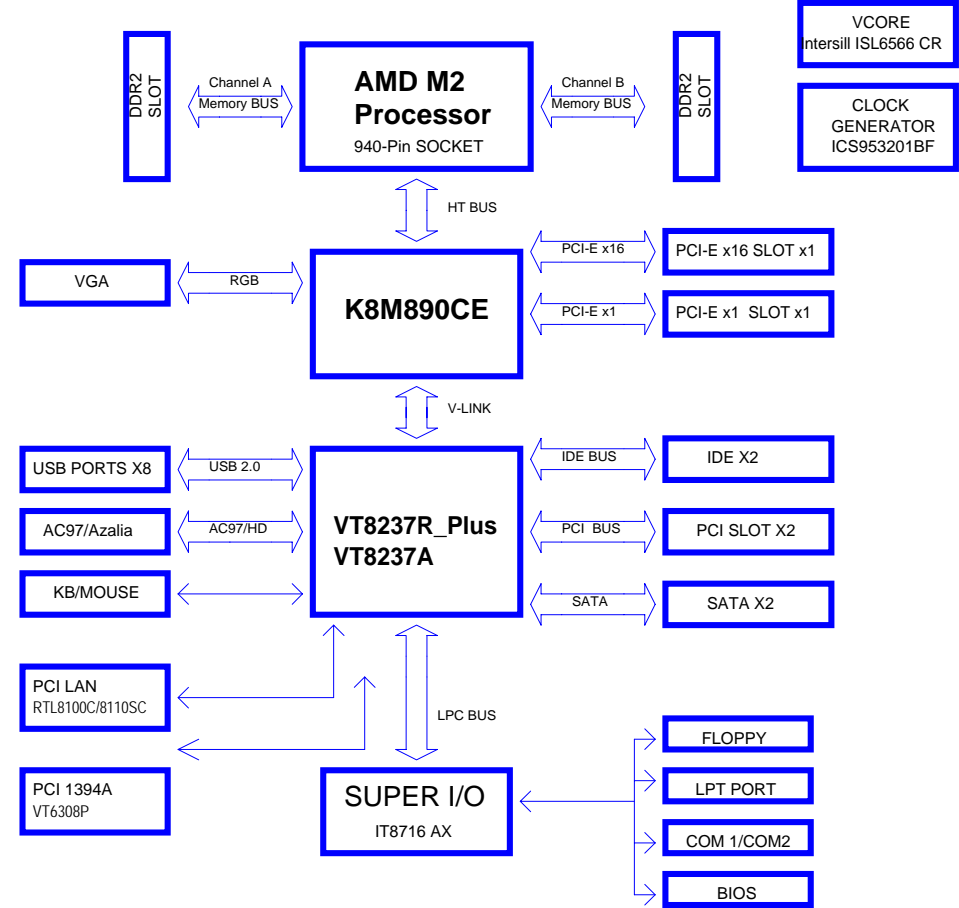 VCORE
Intersill ISL6566 CR
CLOCK
GENERATOR
ICS953201BF
DDR2
SLOT
Channel A
Memory BUS
AMD M2
Processor
940-Pin SOCKET
Channel B
Memory BUS
DDR2
SLOT
HT BUS
VGA
RGB
K8M890CE
PCI-E x16
PCI-E x16 SLOT x1
PCI-E x1
PCI-E x1 SLOT x1
V-LINK
USB PORTS X8
USB 2.0
AC97/Azalia
AC97/HD
KB/MOUSE
VT8237R_Plus
VT8237A
IDE BUS
IDE X2
PCI BUS
PCI SLOT X2
SATA
SATA X2
PCI LAN
RTL8100C/8110SC
LPC BUS
PCI 1394A
VT6308P
SUPER I/O
IT8716 AX
FLOPPY
LPT PORT
COM 1/COM2
BIOS